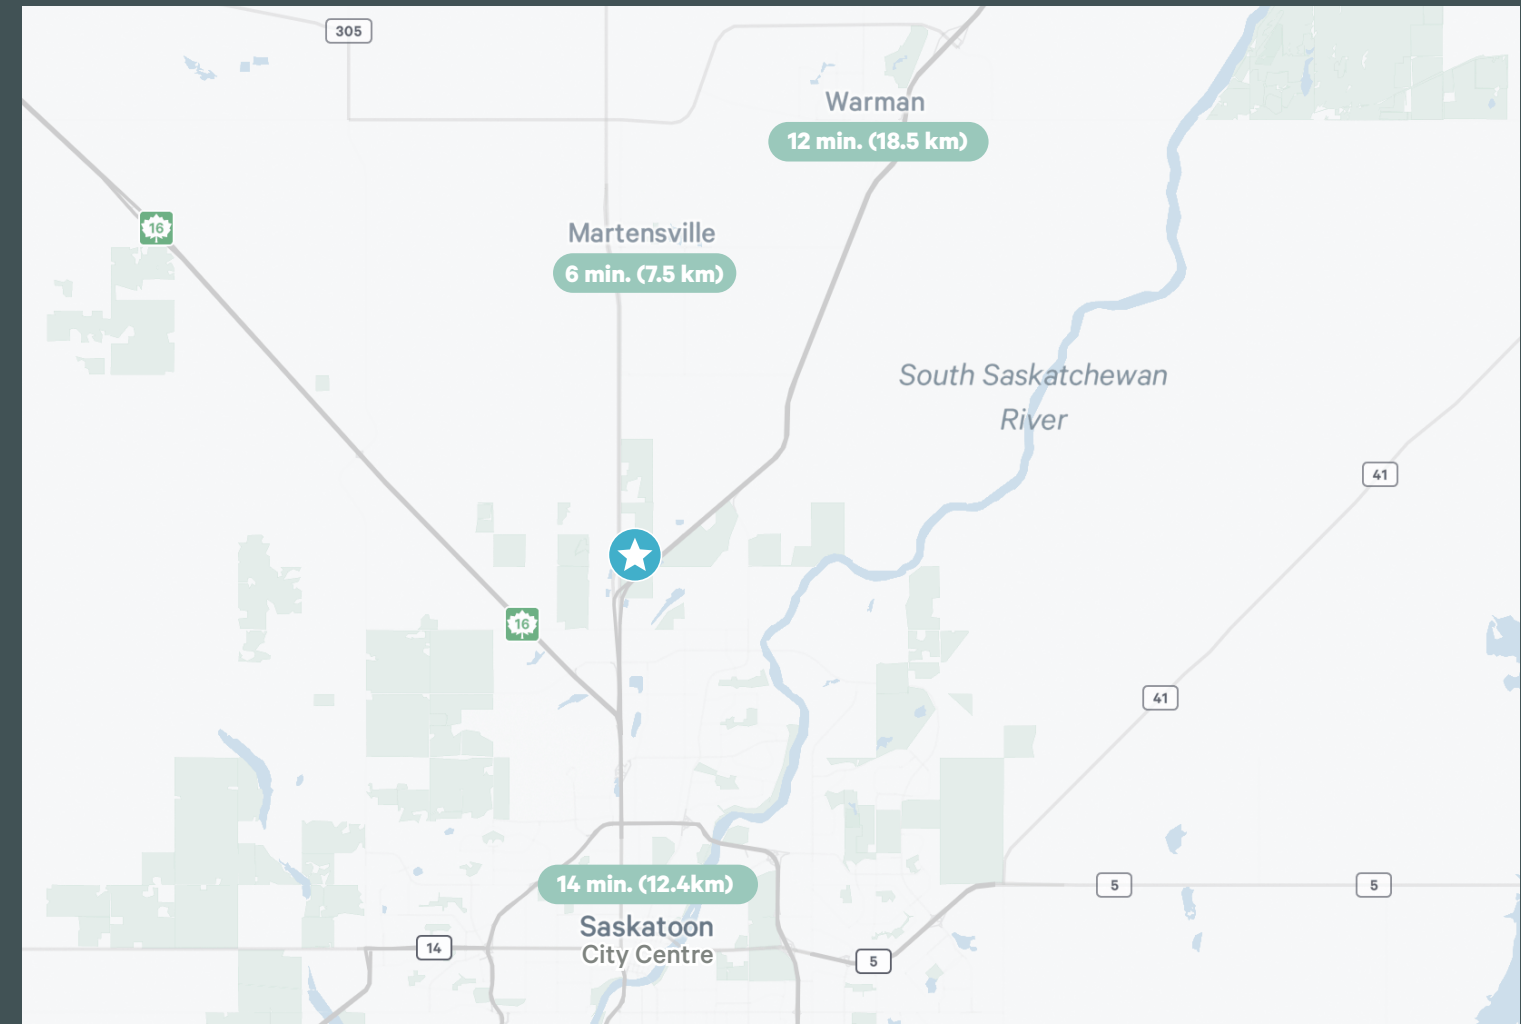 305
Warman
12 min. (18.5 km)
16
Martensville
6 min. (7.5 km)
South Saskatchewan
River
41
16
41
14 min. (12.4km)
5
5
Saskatoon
City Centre
14
5